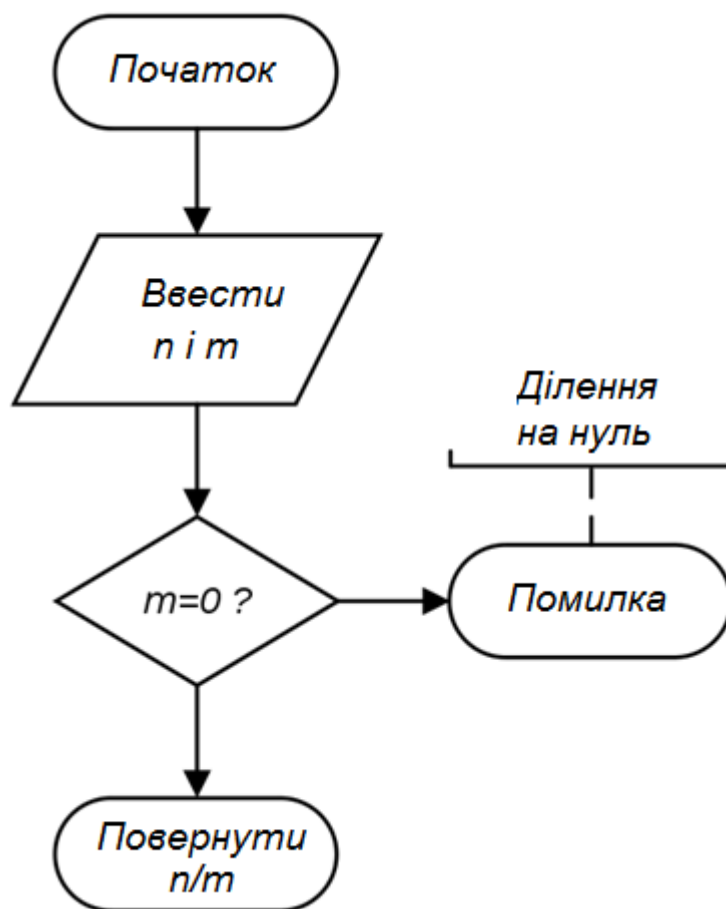 Початок
Ввести
n і m
Ділення
на нуль
m=0 ?
Помилка
Повернути
n/m